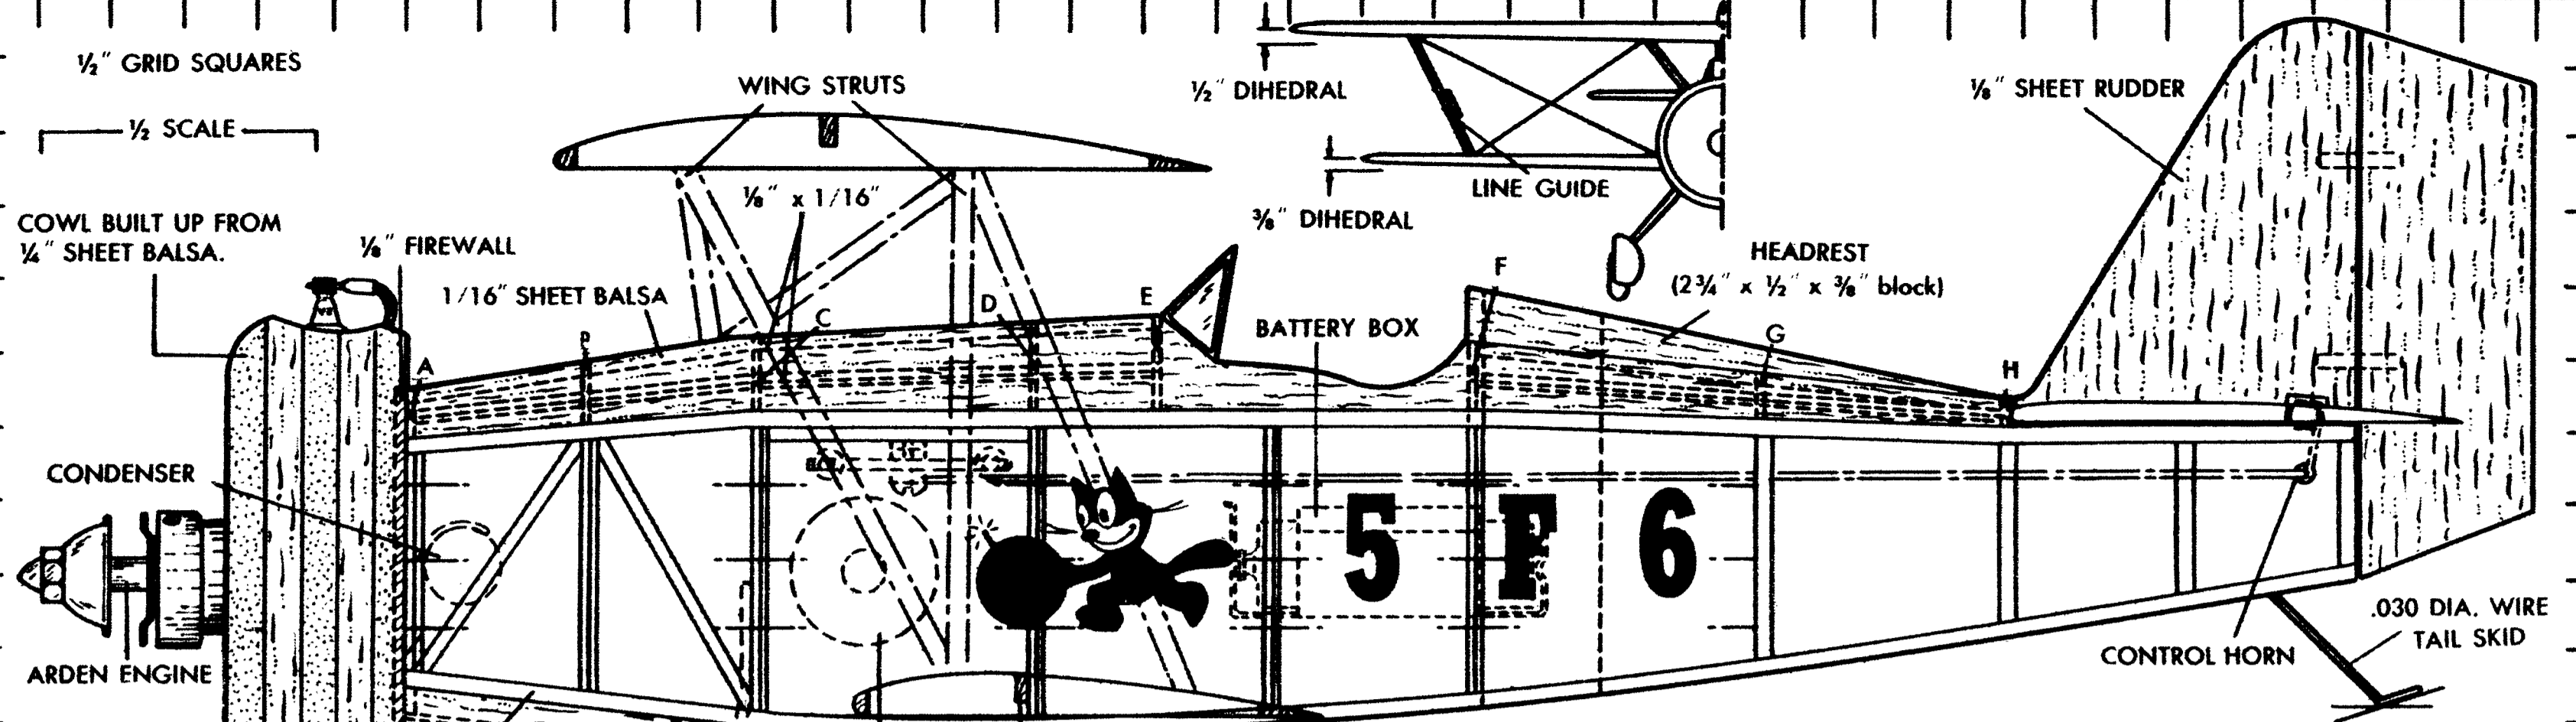 ½" GRID SQUARES
½ SCALE
WING STRUTS
½" DIHEDRAL
⅜" DIHEDRAL
LINE GUIDE
⅛" SHEET RUDDER
COWL BUILT UP FROM
¼" SHEET BALSA.
⅛" FIREWALL
⅛" x 1/16"
1/16" SHEET BALSA
HEADREST
(2¾" x ½" x ⅜" block)
BATTERY BOX
A
C
D
E
F
G
H
CONDENSER
5 F 6
ARDEN ENGINE
CONTROL HORN
.030 DIA. WIRE
TAIL SKID